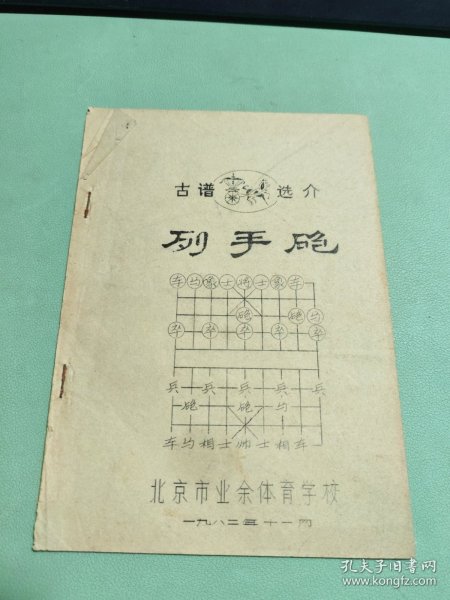 古谱 选介
列手砲
车马象士将士象车
砲 砲马
卒 卒 卒 卒 卒
兵 兵 兵 兵 兵
砲 砲 马
车马相士帅士相车
北京市业余体育学校
一九八二年十一月
孔夫子旧书网
www.kongfz.com